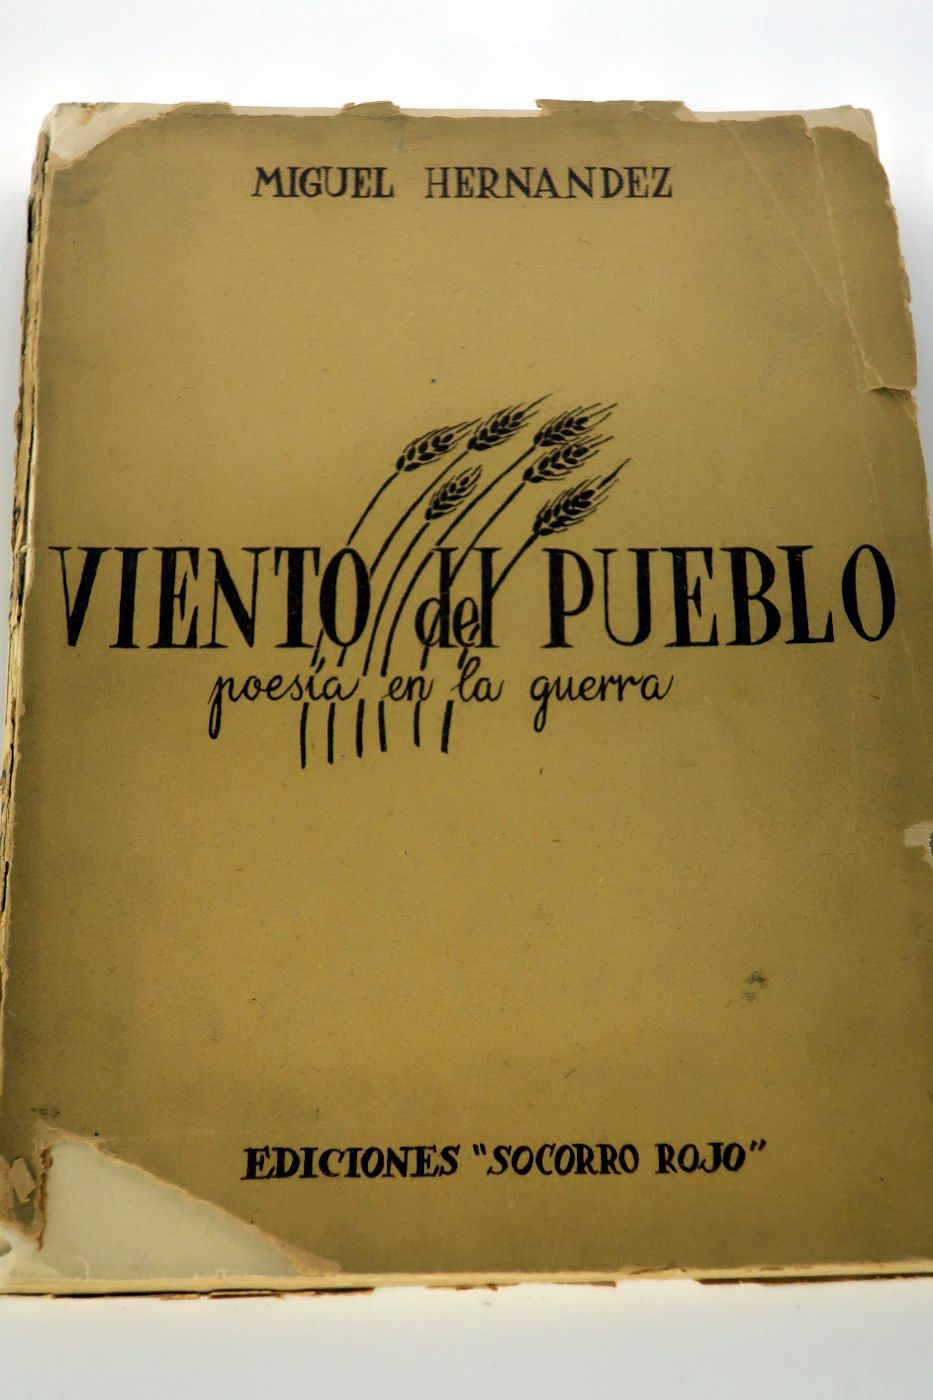 MIGUEL HERNANDEZ
VIENTO del PUEBLO
poesía en la guerra
EDICIONES "SOCORRO ROJO"